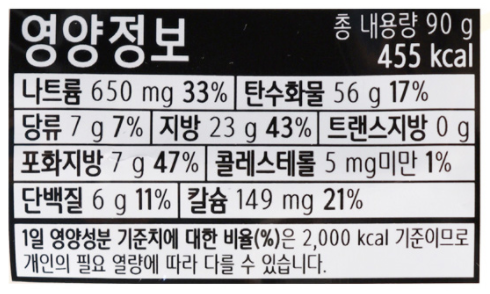 영양정보 총 내용량 90 g
455 kcal
나트륨 650 mg 33% 탄수화물 56 g 17%
당류 7 g 7% 지방 23 g 43% 트랜스지방 0 g
포화지방 7 g 47% 콜레스테롤 5 mg미만 1%
단백질 6 g 11% 칼슘 149 mg 21%
1일 영양성분 기준치에 대한 비율(%)은 2,000 kcal 기준이므로
개인의 필요 열량에 따라 다를 수 있습니다.